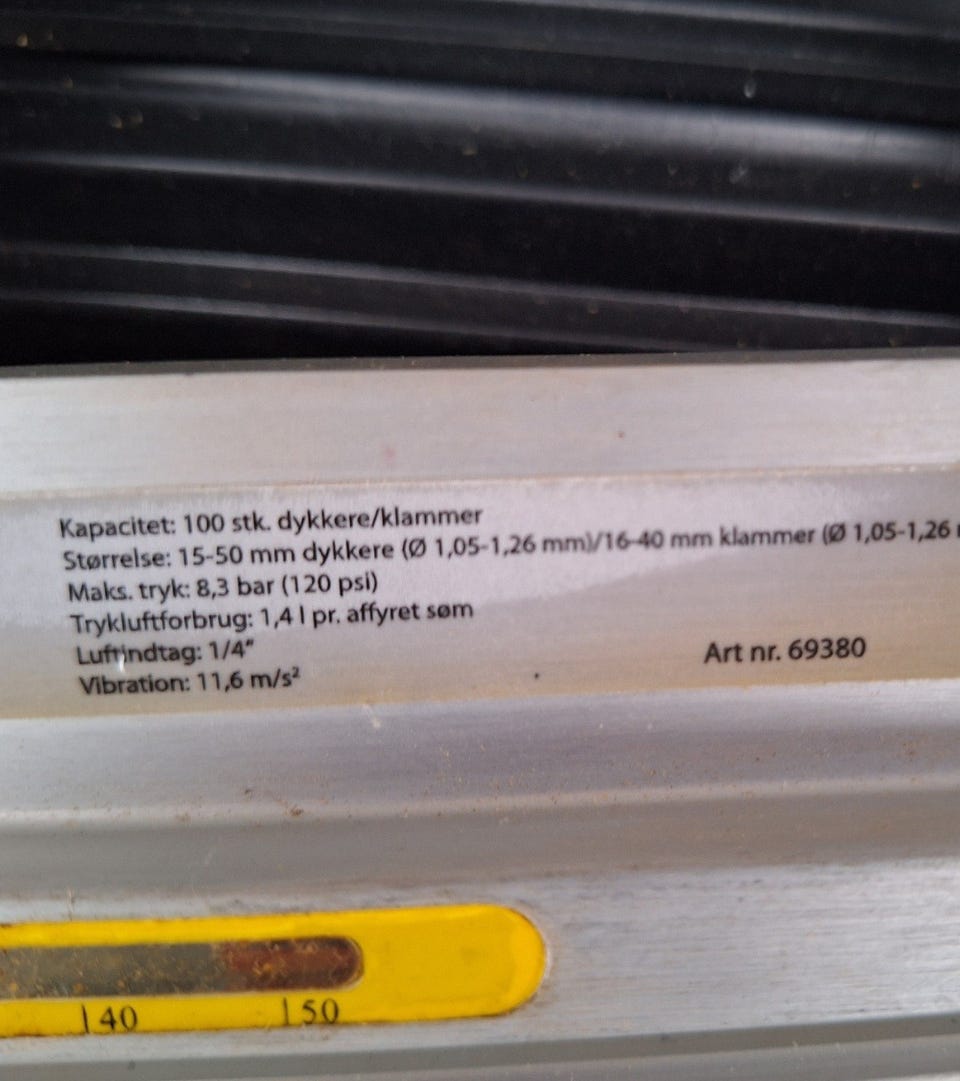 Kapacitet: 100 stk. dykkere/klammer
Størrelse: 15-50 mm dykkere (Ø 1,05-1,26 mm)/16-40 mm klammer (Ø 1,05-1,26
Maks. tryk: 8,3 bar (120 psi)
Trykluftforbrug: 1,4 l pr. affyret søm
Luftindtag: 1/4"
Vibration: 11,6 m/s²
Art nr. 69380
40 50